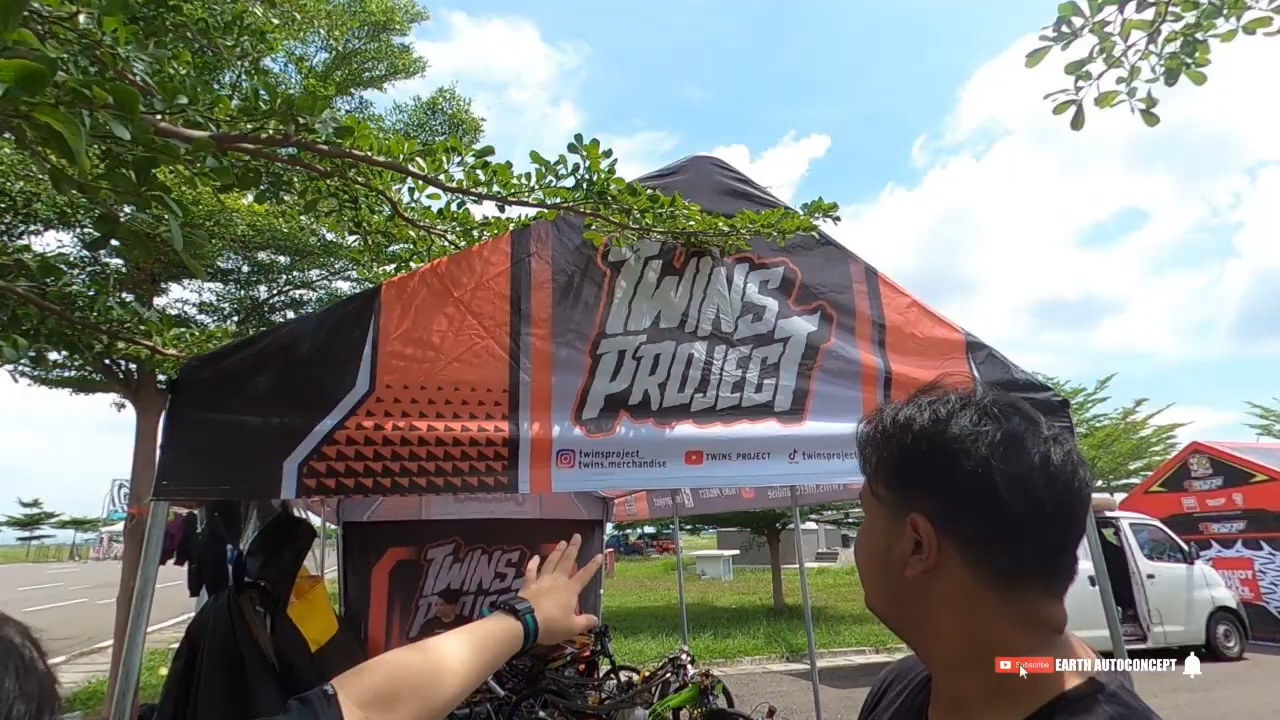 TWINS
PROJECT
twinsproject_
twins.merchandise
TWINS_PROJECT
twinsproject
TWINS
Subscribe
EARTH AUTOCONCEPT